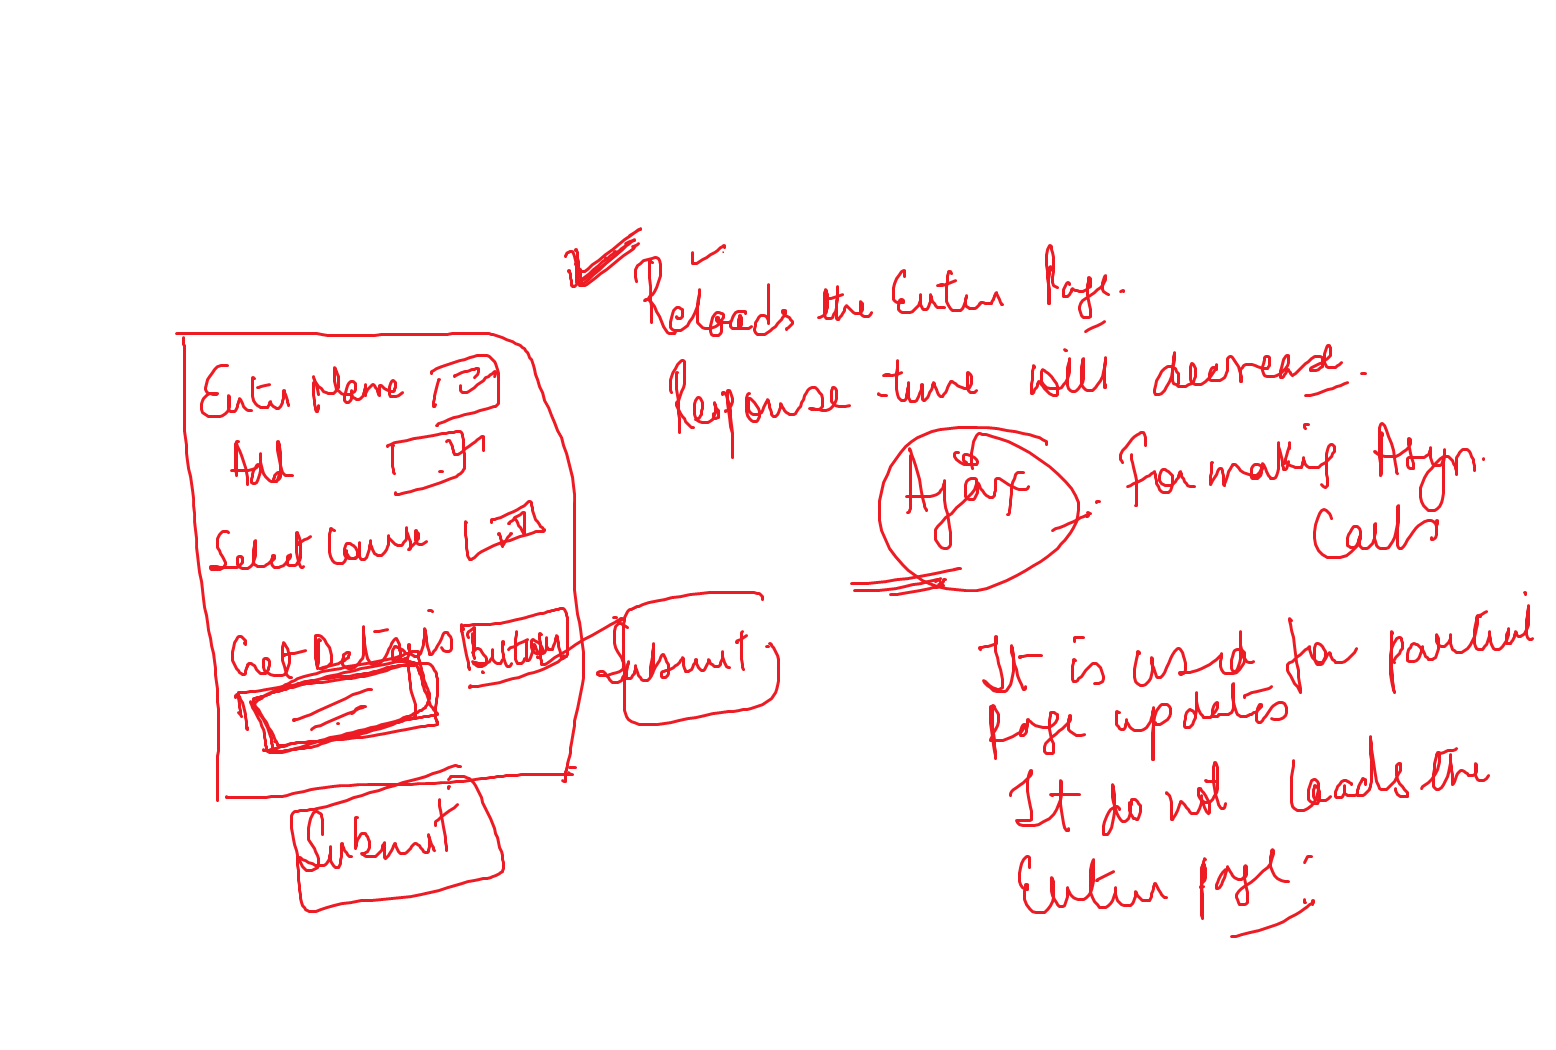 Reloads the Entire Page.
Response time will decrease.
Enter Name
Add
Select Course
Get Details button
Submit
Submit
Ajax
For making Asyn.
Calls
It is used for partial
page updates
It do not loads the
Entire page.